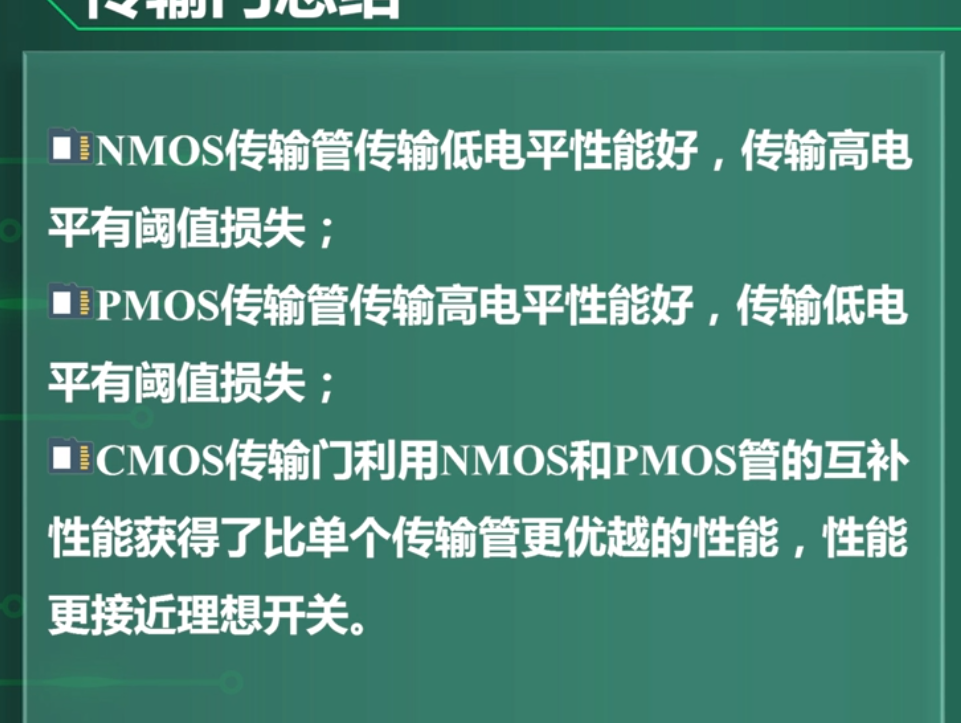 传输门总结
NMOS传输管传输低电平性能好，传输高电
平有阈值损失；
PMOS传输管传输高电平性能好，传输低电
平有阈值损失；
CMOS传输门利用NMOS和PMOS管的互补
性能获得了比单个传输管更优越的性能，性能
更接近理想开关。